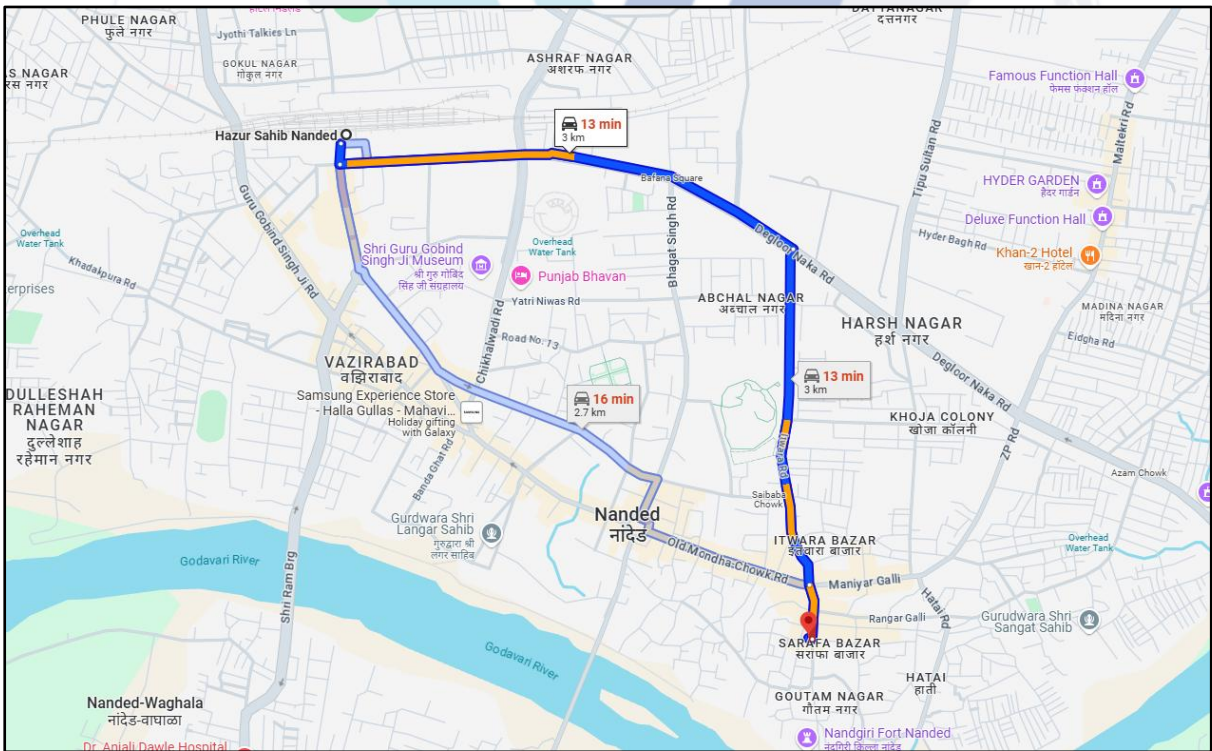 PHULE NAGAR
फुले नगर
Jyothi Talkies Ln
GOKUL NAGAR
गोकुल नगर
ASHRAF NAGAR
अशरफ नगर
दत्तनगर
S NAGAR
रस नगर
Famous Function Hall
फेमस फंक्शन हॉल
Maltekri Rd
Tipu Sultan Rd
Hazur Sahib Nanded
13 min
3 km
Bafana Square
HYDER GARDEN
हैदर गार्डन
Deluxe Function Hall
Hyder Bagh Rd
Khan-2 Hotel
खान-2 हॉटेल
Overhead
Water Tank
Khadakpura Rd
erprises
Guru Gobind Singh Ji Rd
Shri Guru Gobind
Singh Ji Museum
श्री गुरु गोबिंद
सिंह जी संग्रहालय
Overhead
Water Tank
Punjab Bhavan
Yatri Niwas Rd
Bhagat Singh Rd
Degloor Naka Rd
ABCHAL NAGAR
अबचाल नगर
MADINA NAGAR
मदिना नगर
Eidgha Rd
HARSH NAGAR
हर्श नगर
Road No. 13
Chikhalwadi Rd
Degloor Naka Rd
VAZIRABAD
वझिराबाद
Samsung Experience Store
- Halla Gullas - Mahavi...
Holiday gifting
with Galaxy
16 min
2.7 km
13 min
3 km
DULLESHAH
RAHEMAN
NAGAR
दुल्लेशाह
रहेमान नगर
KHOJA COLONY
खोजा कॉलनी
ZP Rd
Itwara Rd
Azam Chowk
Banda Ghat Rd
Saibaba
Chowk
Gurdwara Shri
Langar Sahib
गुरुद्वारा श्री
लंगर साहिब
Nanded
नांदेड
ITWARA BAZAR
इतवारा बाजार
Overhead
Water Tank
Old Mondha Chowk Rd
Maniyar Galli
Godavari River
Shri Ram Brg
Hatai Rd
Rangar Galli
Gurudwara Shri
Sangat Sahib
SARAFA BAZAR
सराफा बाजार
Godavari River
HATAI
हाती
GOUTAM NAGAR
गौतम नगर
Nanded-Waghala
नांदेड-वाघाळा
Nandgiri Fort Nanded
नंदगिरी किल्ला नांदेड
Dr. Anjali Dawle Hospital